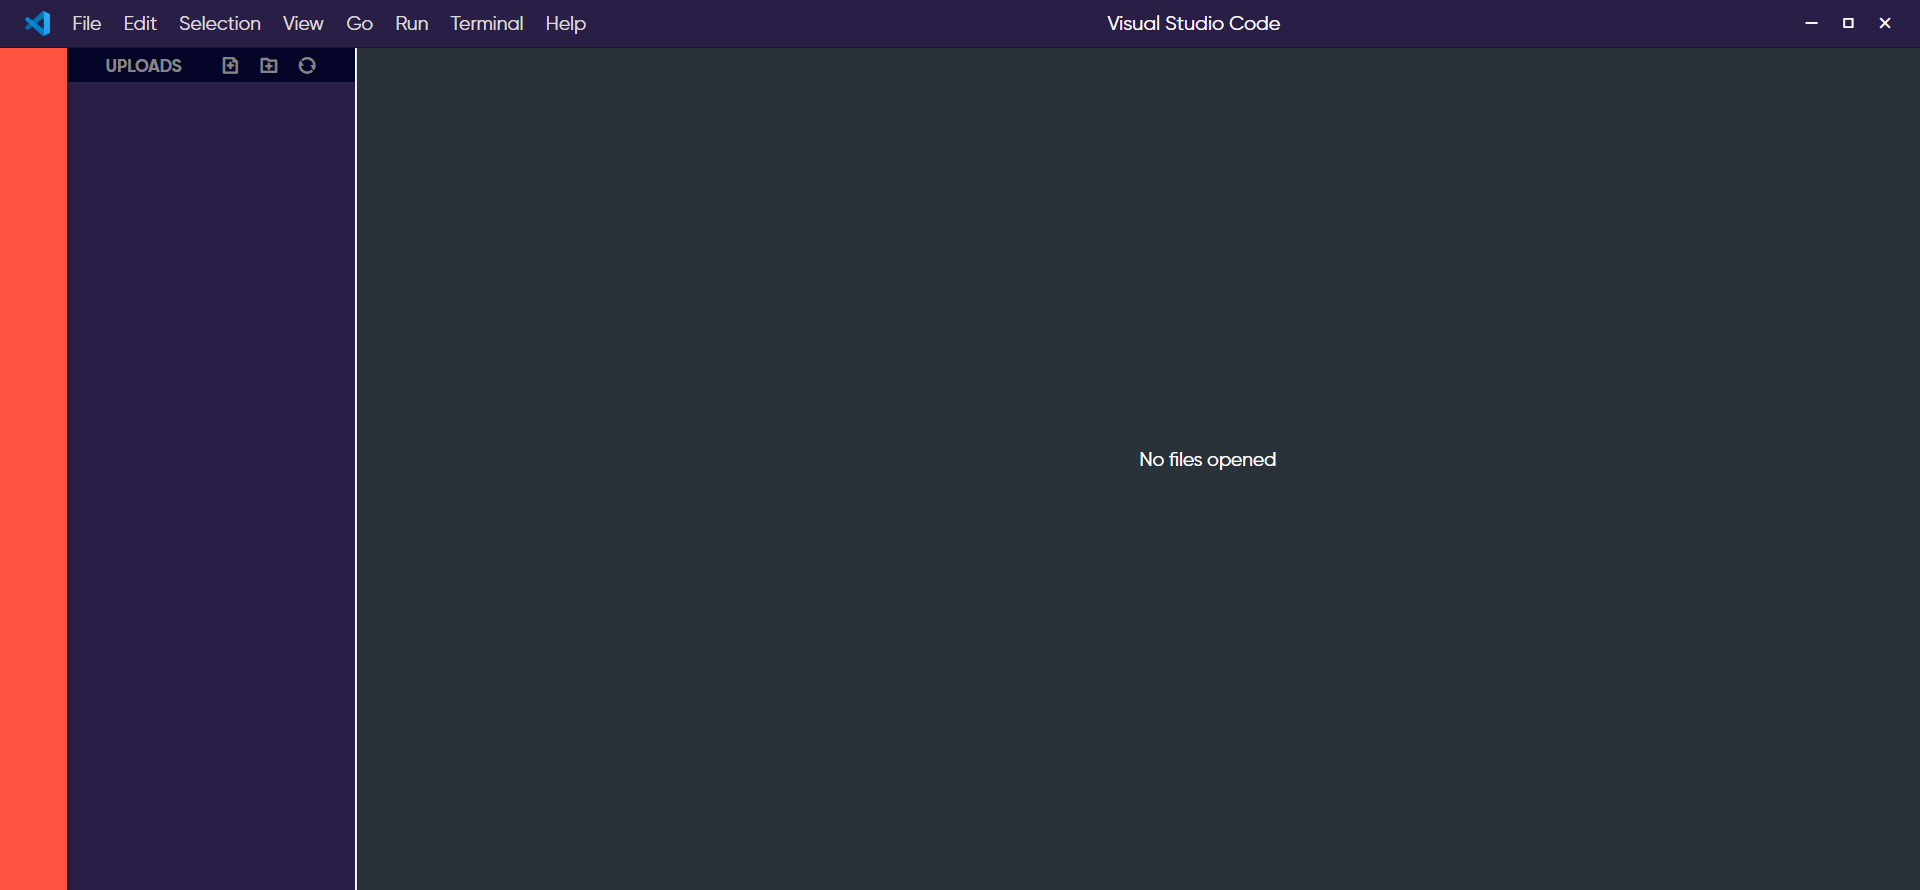 File Edit Selection View Go Run Terminal Help Visual Studio Code
UPLOADS
No files opened